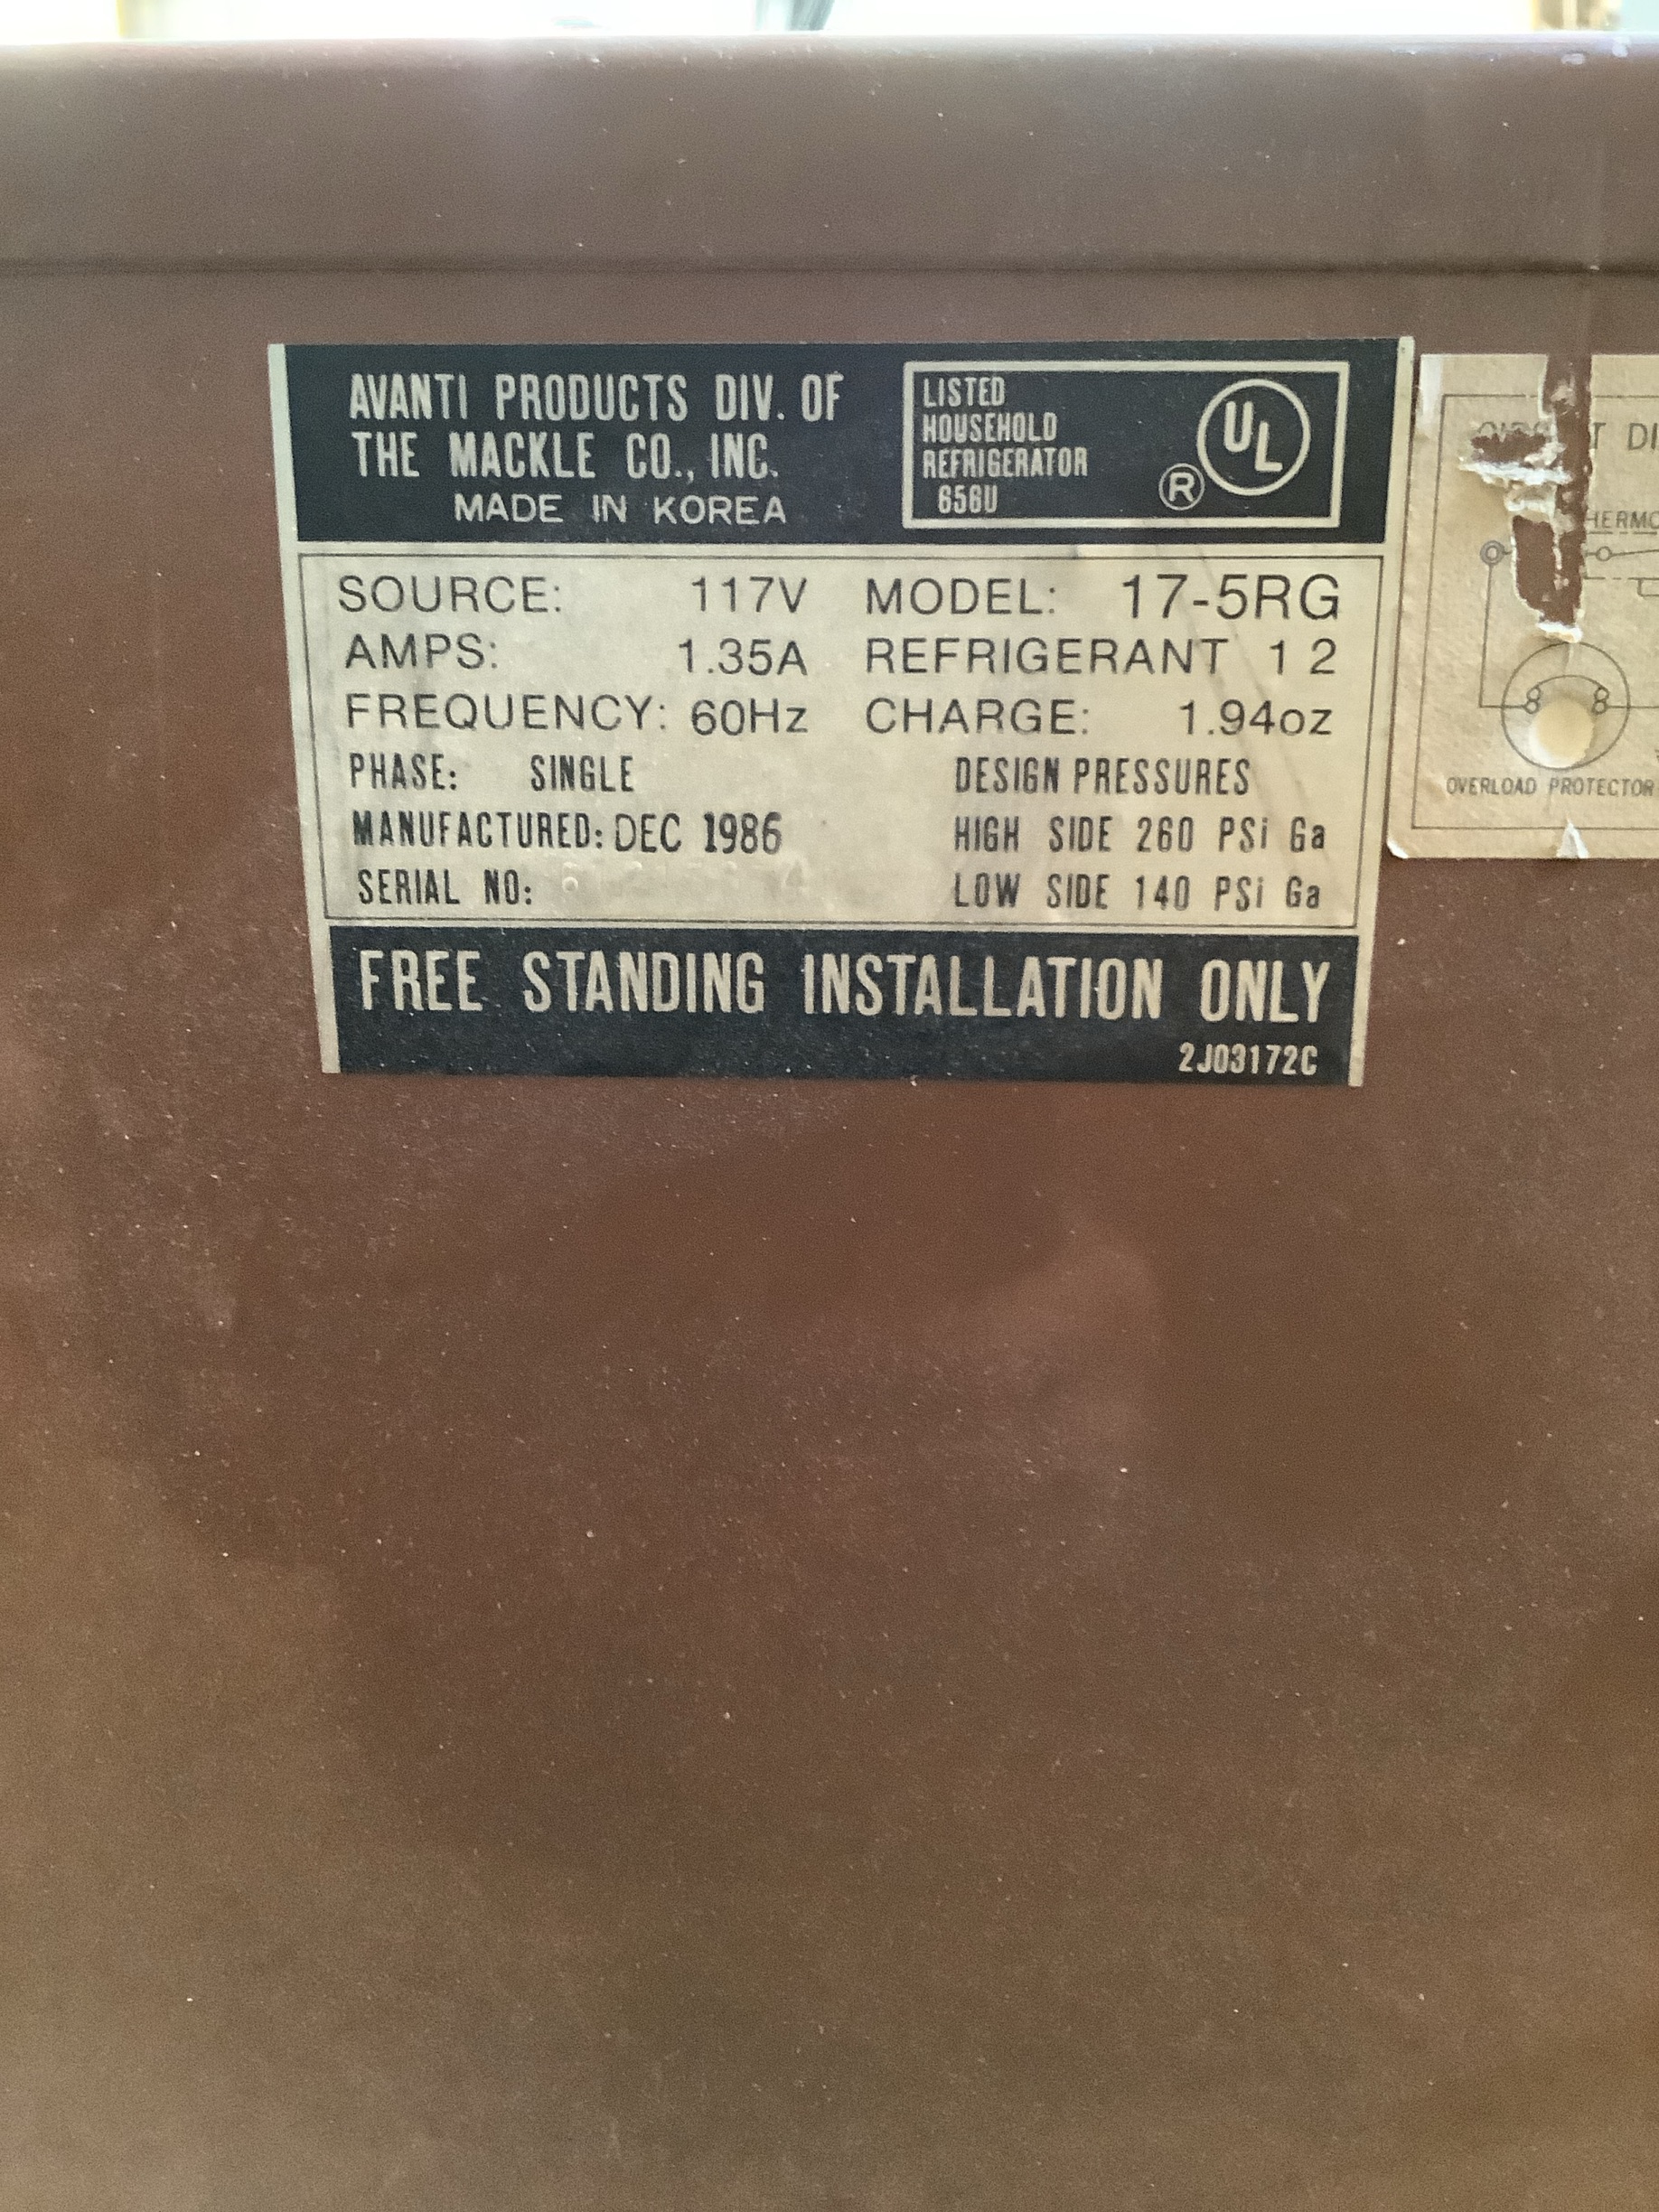 AVANTI PRODUCTS DIV. OF
THE MACKLE CO., INC.
MADE IN KOREA
LISTED
HOUSEHOLD
REFRIGERATOR
656U
UL
®
SOURCE: 117V
AMPS: 1.35A
FREQUENCY: 60Hz
PHASE: SINGLE
MANUFACTURED: DEC 1986
SERIAL NO:
MODEL: 17-5RG
REFRIGERANT 12
CHARGE: 1.94oz
DESIGN PRESSURES
HIGH SIDE 260 PSi Ga
LOW SIDE 140 PSi Ga
FREE STANDING INSTALLATION ONLY
2J03172C
OVERLOAD PROTECTOR